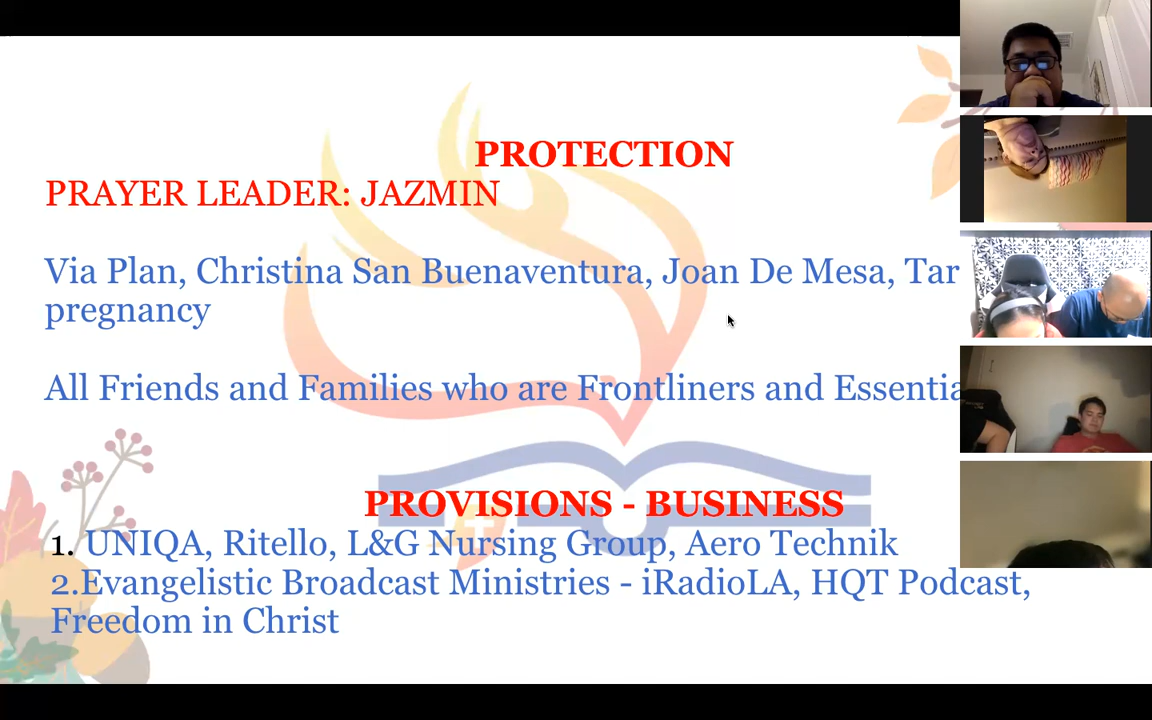 PROTECTION
PRAYER LEADER: JAZMIN
Via Plan, Christina San Buenaventura, Joan De Mesa, Tar
pregnancy
All Friends and Families who are Frontliners and Essentia
PROVISIONS - BUSINESS
1. UNIQA, Ritello, L&G Nursing Group, Aero Technik
2.Evangelistic Broadcast Ministries - iRadioLA, HQT Podcast,
Freedom in Christ